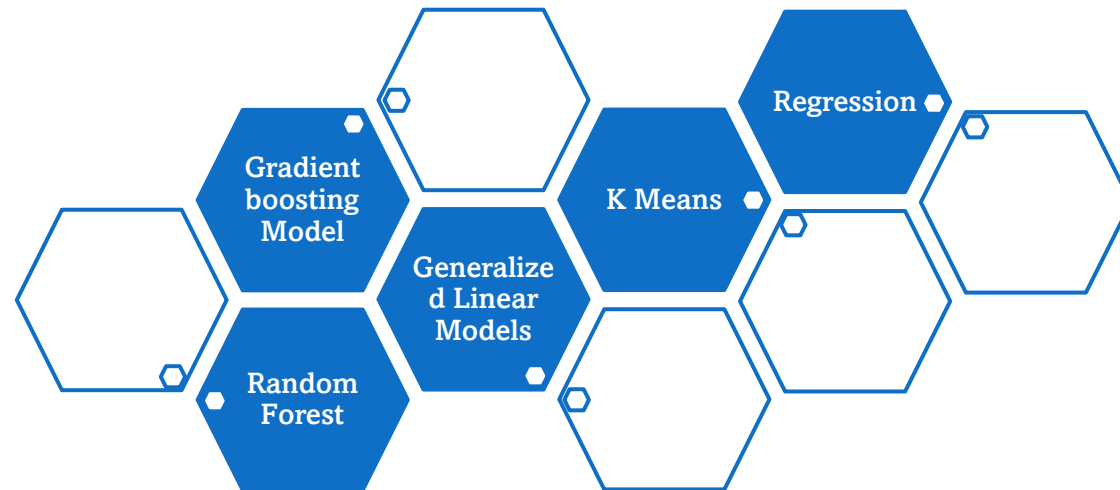 Gradient
boosting
Model
Random
Forest
Generalize
d Linear
Models
K Means
Regression